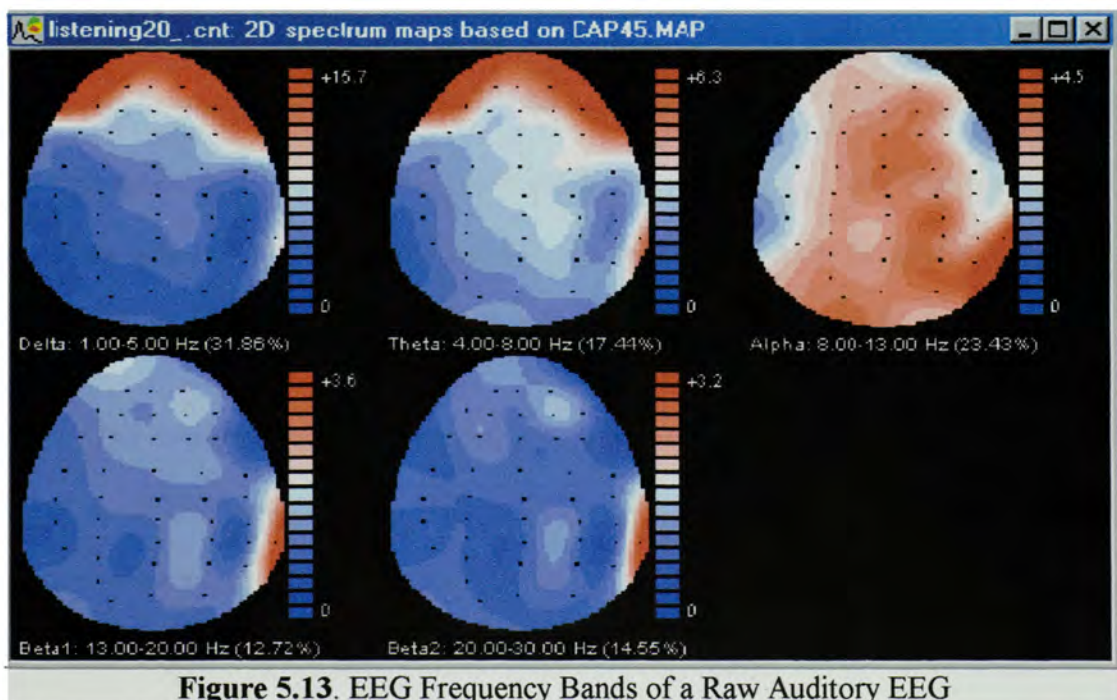 listening20_.cnt: 2D spectrum maps based on CAP45.MAP
+15.7
0
+6.3
0
+4.5
0
Delta: 1.00-5.00 Hz (31.86%)
Theta: 4.00-8.00 Hz (17.44%)
Alpha: 8.00-13.00 Hz (23.43%)
+3.6
0
+3.2
0
Beta1: 13.00-20.00 Hz (12.72%)
Beta2: 20.00-30.00 Hz (14.55%)
Figure 5.13. EEG Frequency Bands of a Raw Auditory EEG